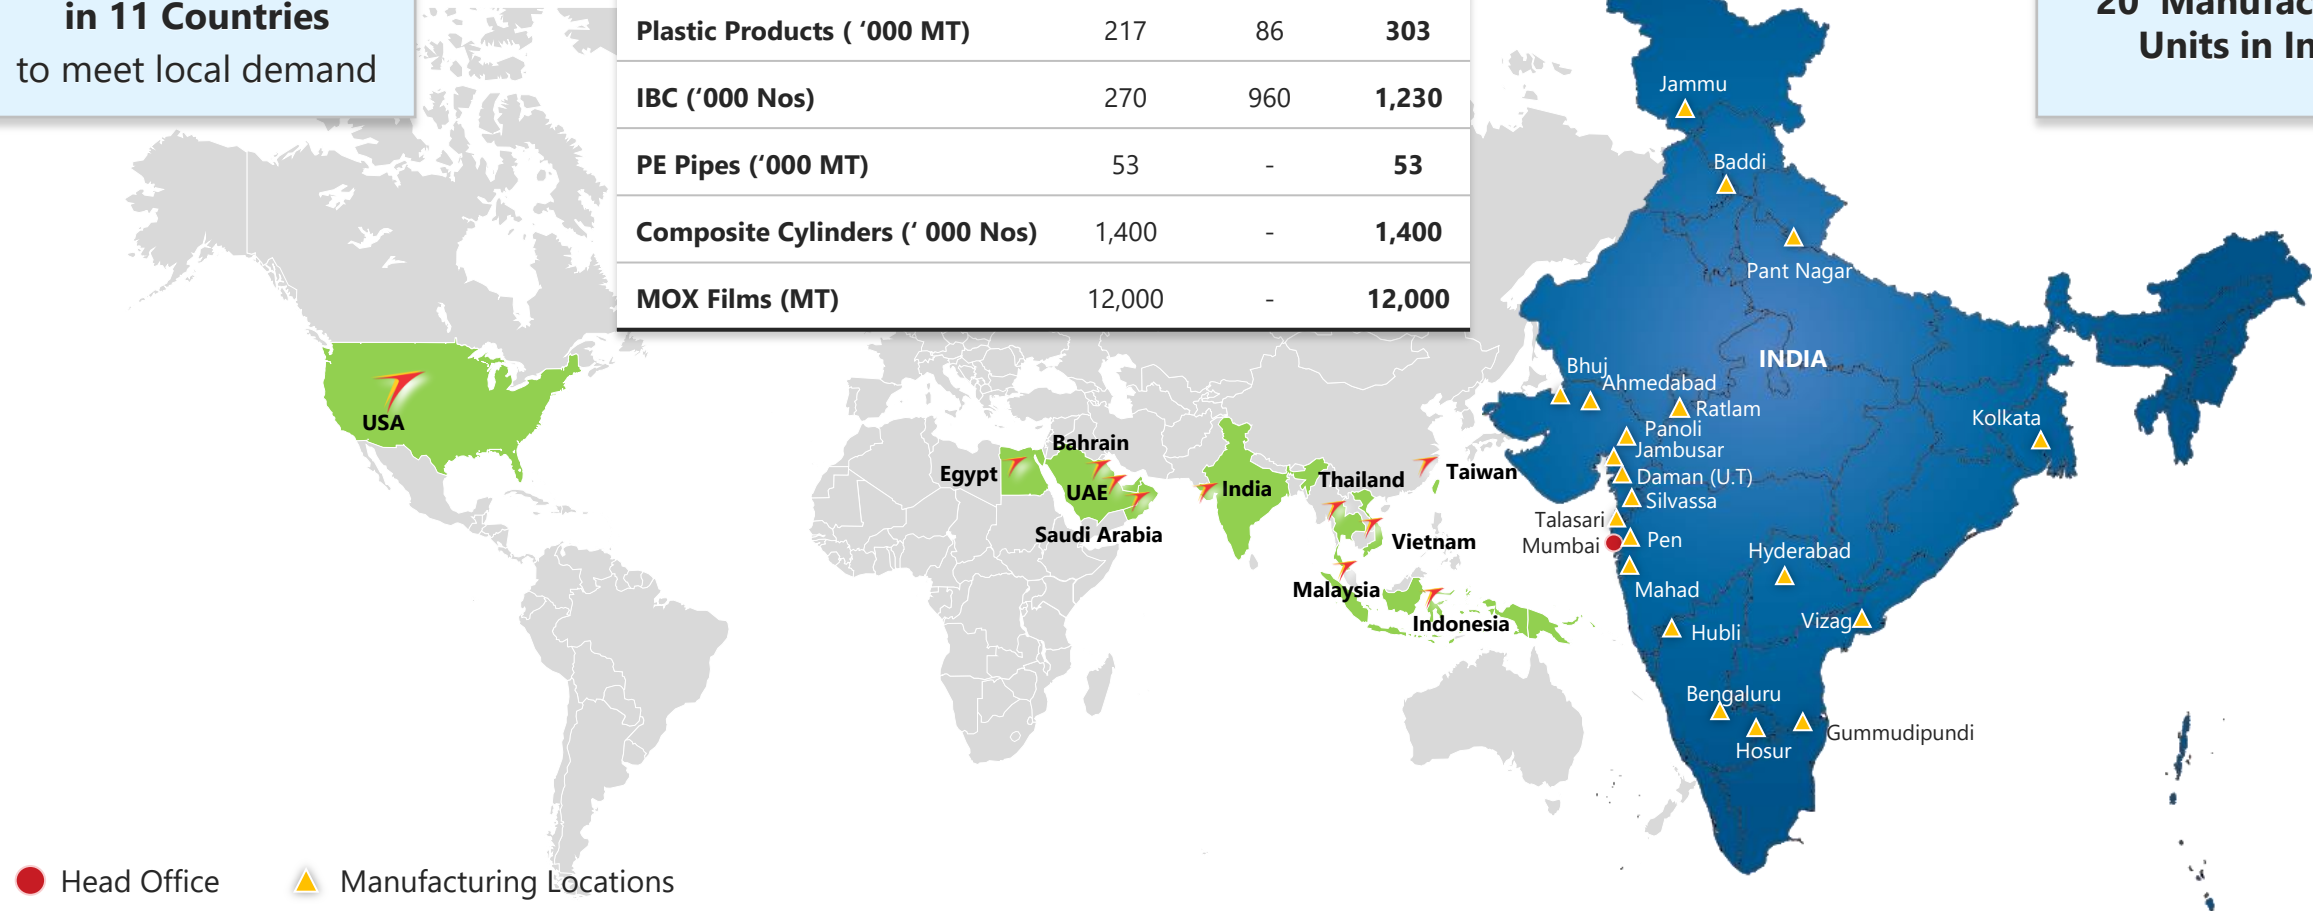 in 11 Countries
to meet local demand
Plastic Products ( ‘000 MT) 217 86 303
IBC (‘000 Nos) 270 960 1,230
PE Pipes (‘000 MT) 53 - 53
Composite Cylinders (‘ 000 Nos) 1,400 - 1,400
MOX Films (MT) 12,000 - 12,000
Units in
USA
Egypt
Bahrain
UAE
Saudi Arabia
India
Thailand
Taiwan
Vietnam
Malaysia
Indonesia
Jammu
Baddi
Pant Nagar
INDIA
Bhuj
Ahmedabad
Ratlam
Panoli
Jambusar
Daman (U.T)
Silvassa
Talasari
Mumbai
Pen
Mahad
Kolkata
Hyderabad
Vizag
Hubli
Bengaluru
Hosur
Gummudipundi
Head Office
Manufacturing Locations